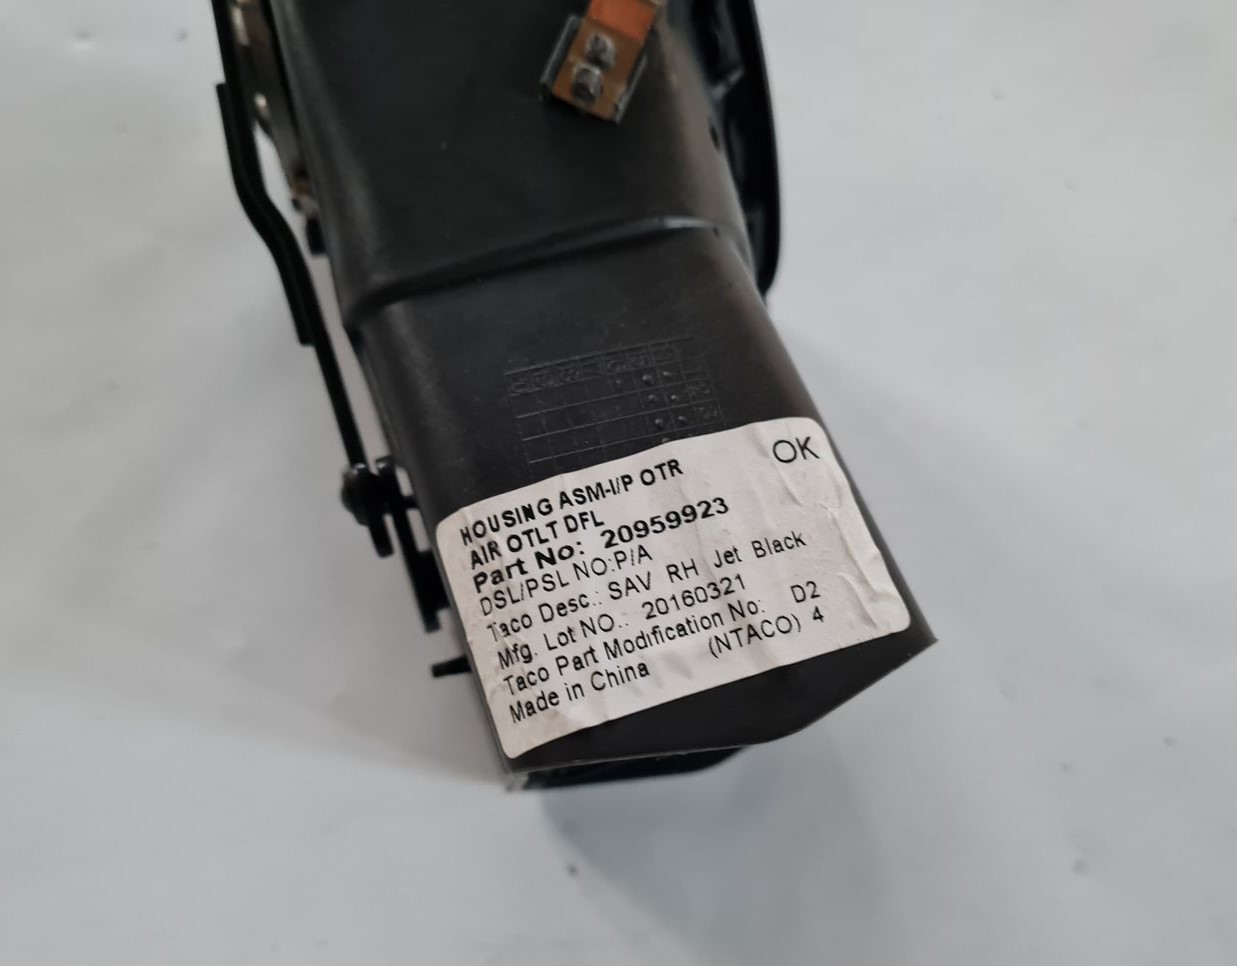 OK
HOUSING ASM-I/P OTR
AIR OTLT DFL
Part No: 20959923
DSL/PSL NO:P/A
Taco Desc.: SAV RH Jet Black
Mfg. Lot NO.: 20160321
Taco Part Modification No: D2
Made in China (NTACO) 4